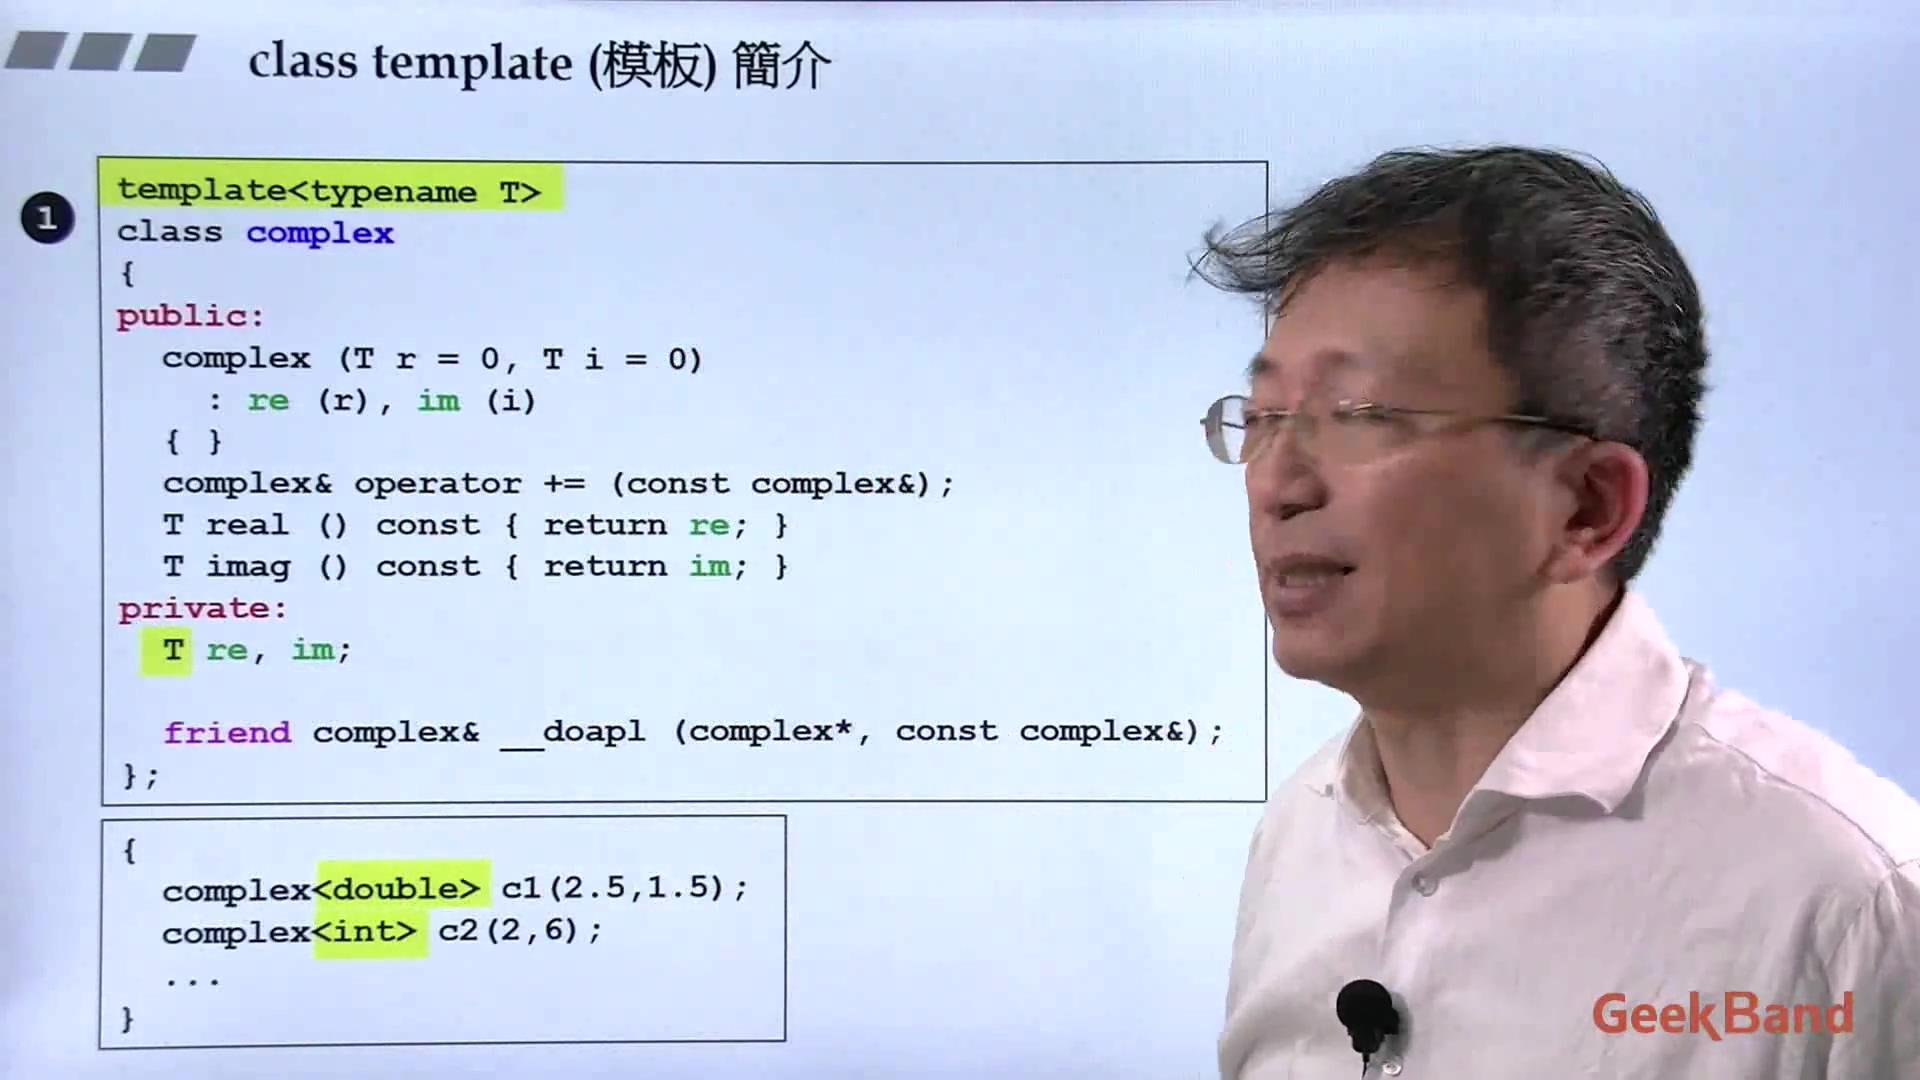 class template (模板) 簡介
1
template<typename T>
class complex
{
public:
complex (T r = 0, T i = 0)
: re (r), im (i)
{ }
complex& operator += (const complex&);
T real () const { return re; }
T imag () const { return im; }
private:
T re, im;
friend complex& __doapl (complex*, const complex&);
};
{
complex<double> c1(2.5,1.5);
complex<int> c2(2,6);
...
}
GeekBand